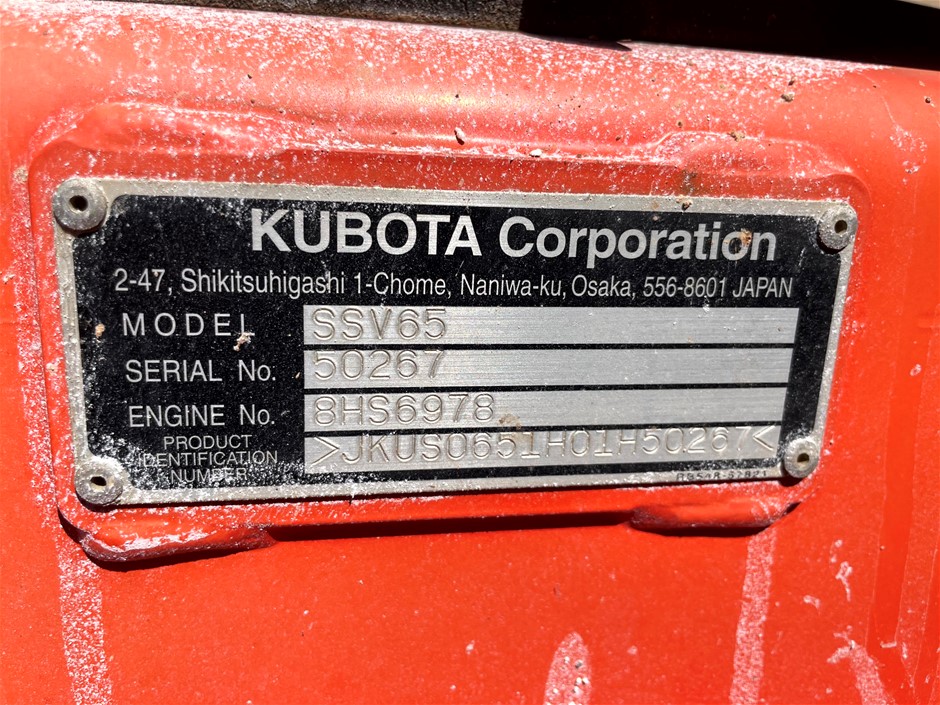 KUBOTA Corporation
2-47, Shikitsuhigashi 1-Chome, Naniwa-ku, Osaka, 556-8601 JAPAN
MODEL SSV65
SERIAL No. 50267
ENGINE No. 8HS6978
PRODUCT
IDENTIFICATION
NUMBER
>JKUS0651H01H50267<